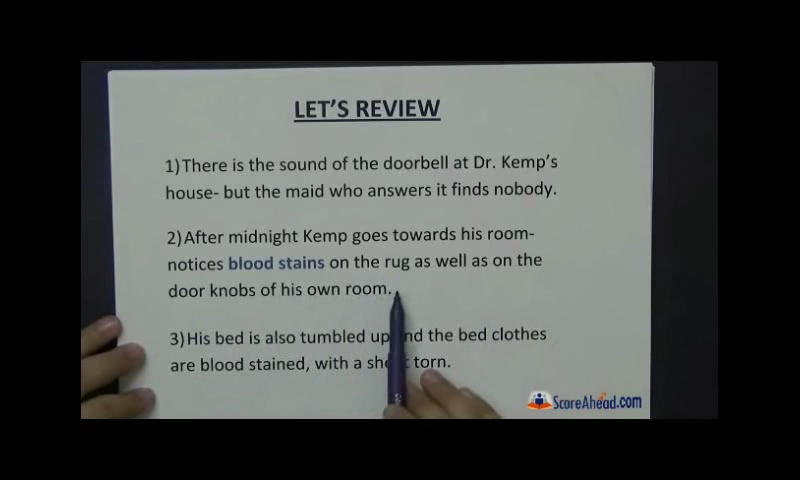 LET'S REVIEW
1) There is the sound of the doorbell at Dr. Kemp's
house- but the maid who answers it finds nobody.
2) After midnight Kemp goes towards his room-
notices blood stains on the rug as well as on the
door knobs of his own room.
3) His bed is also tumbled up and the bed clothes
are blood stained, with a sheet torn.
ScoreAhead.com